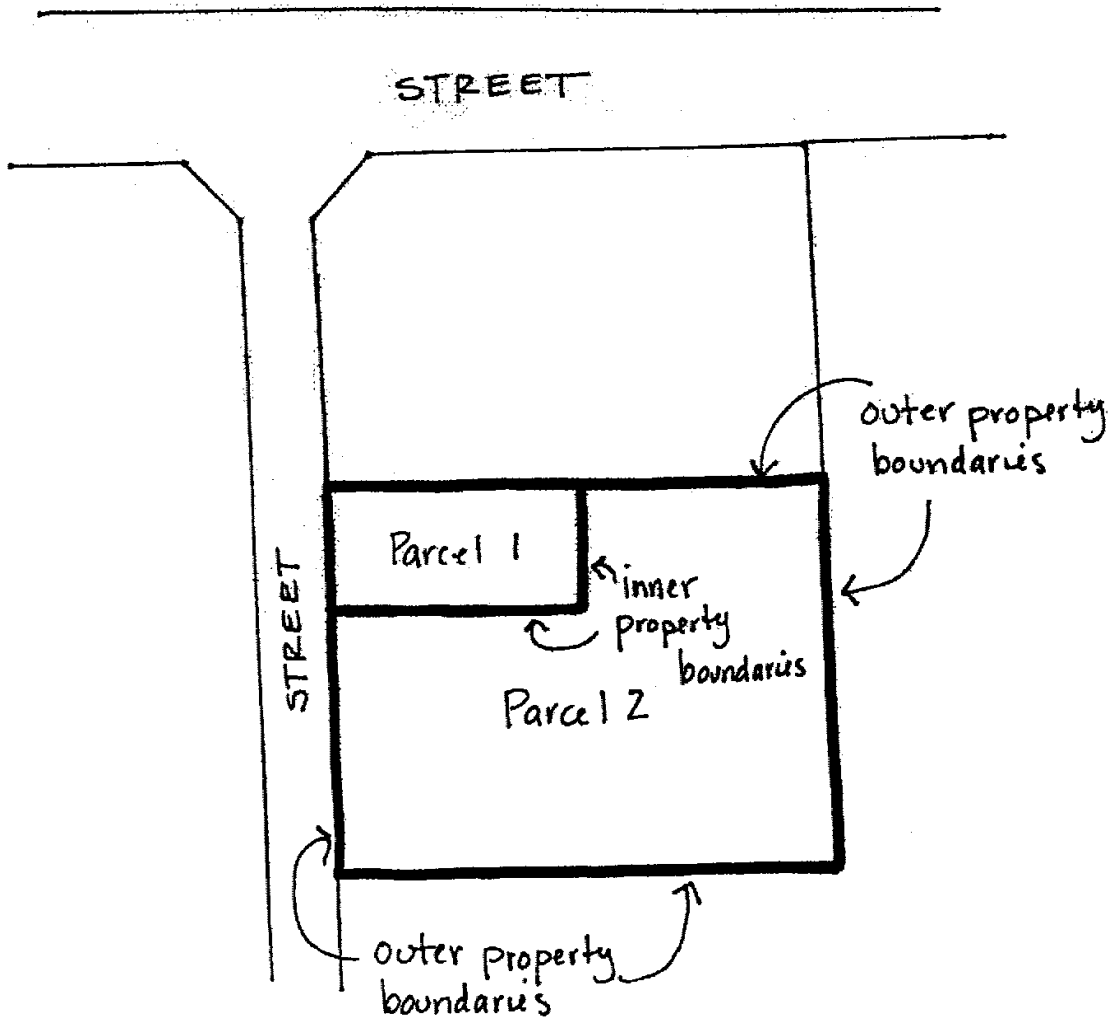 STREET
outer property
boundaries
Parcel 1
inner
property
boundaries
STREET
Parcel 2
outer property
boundaries